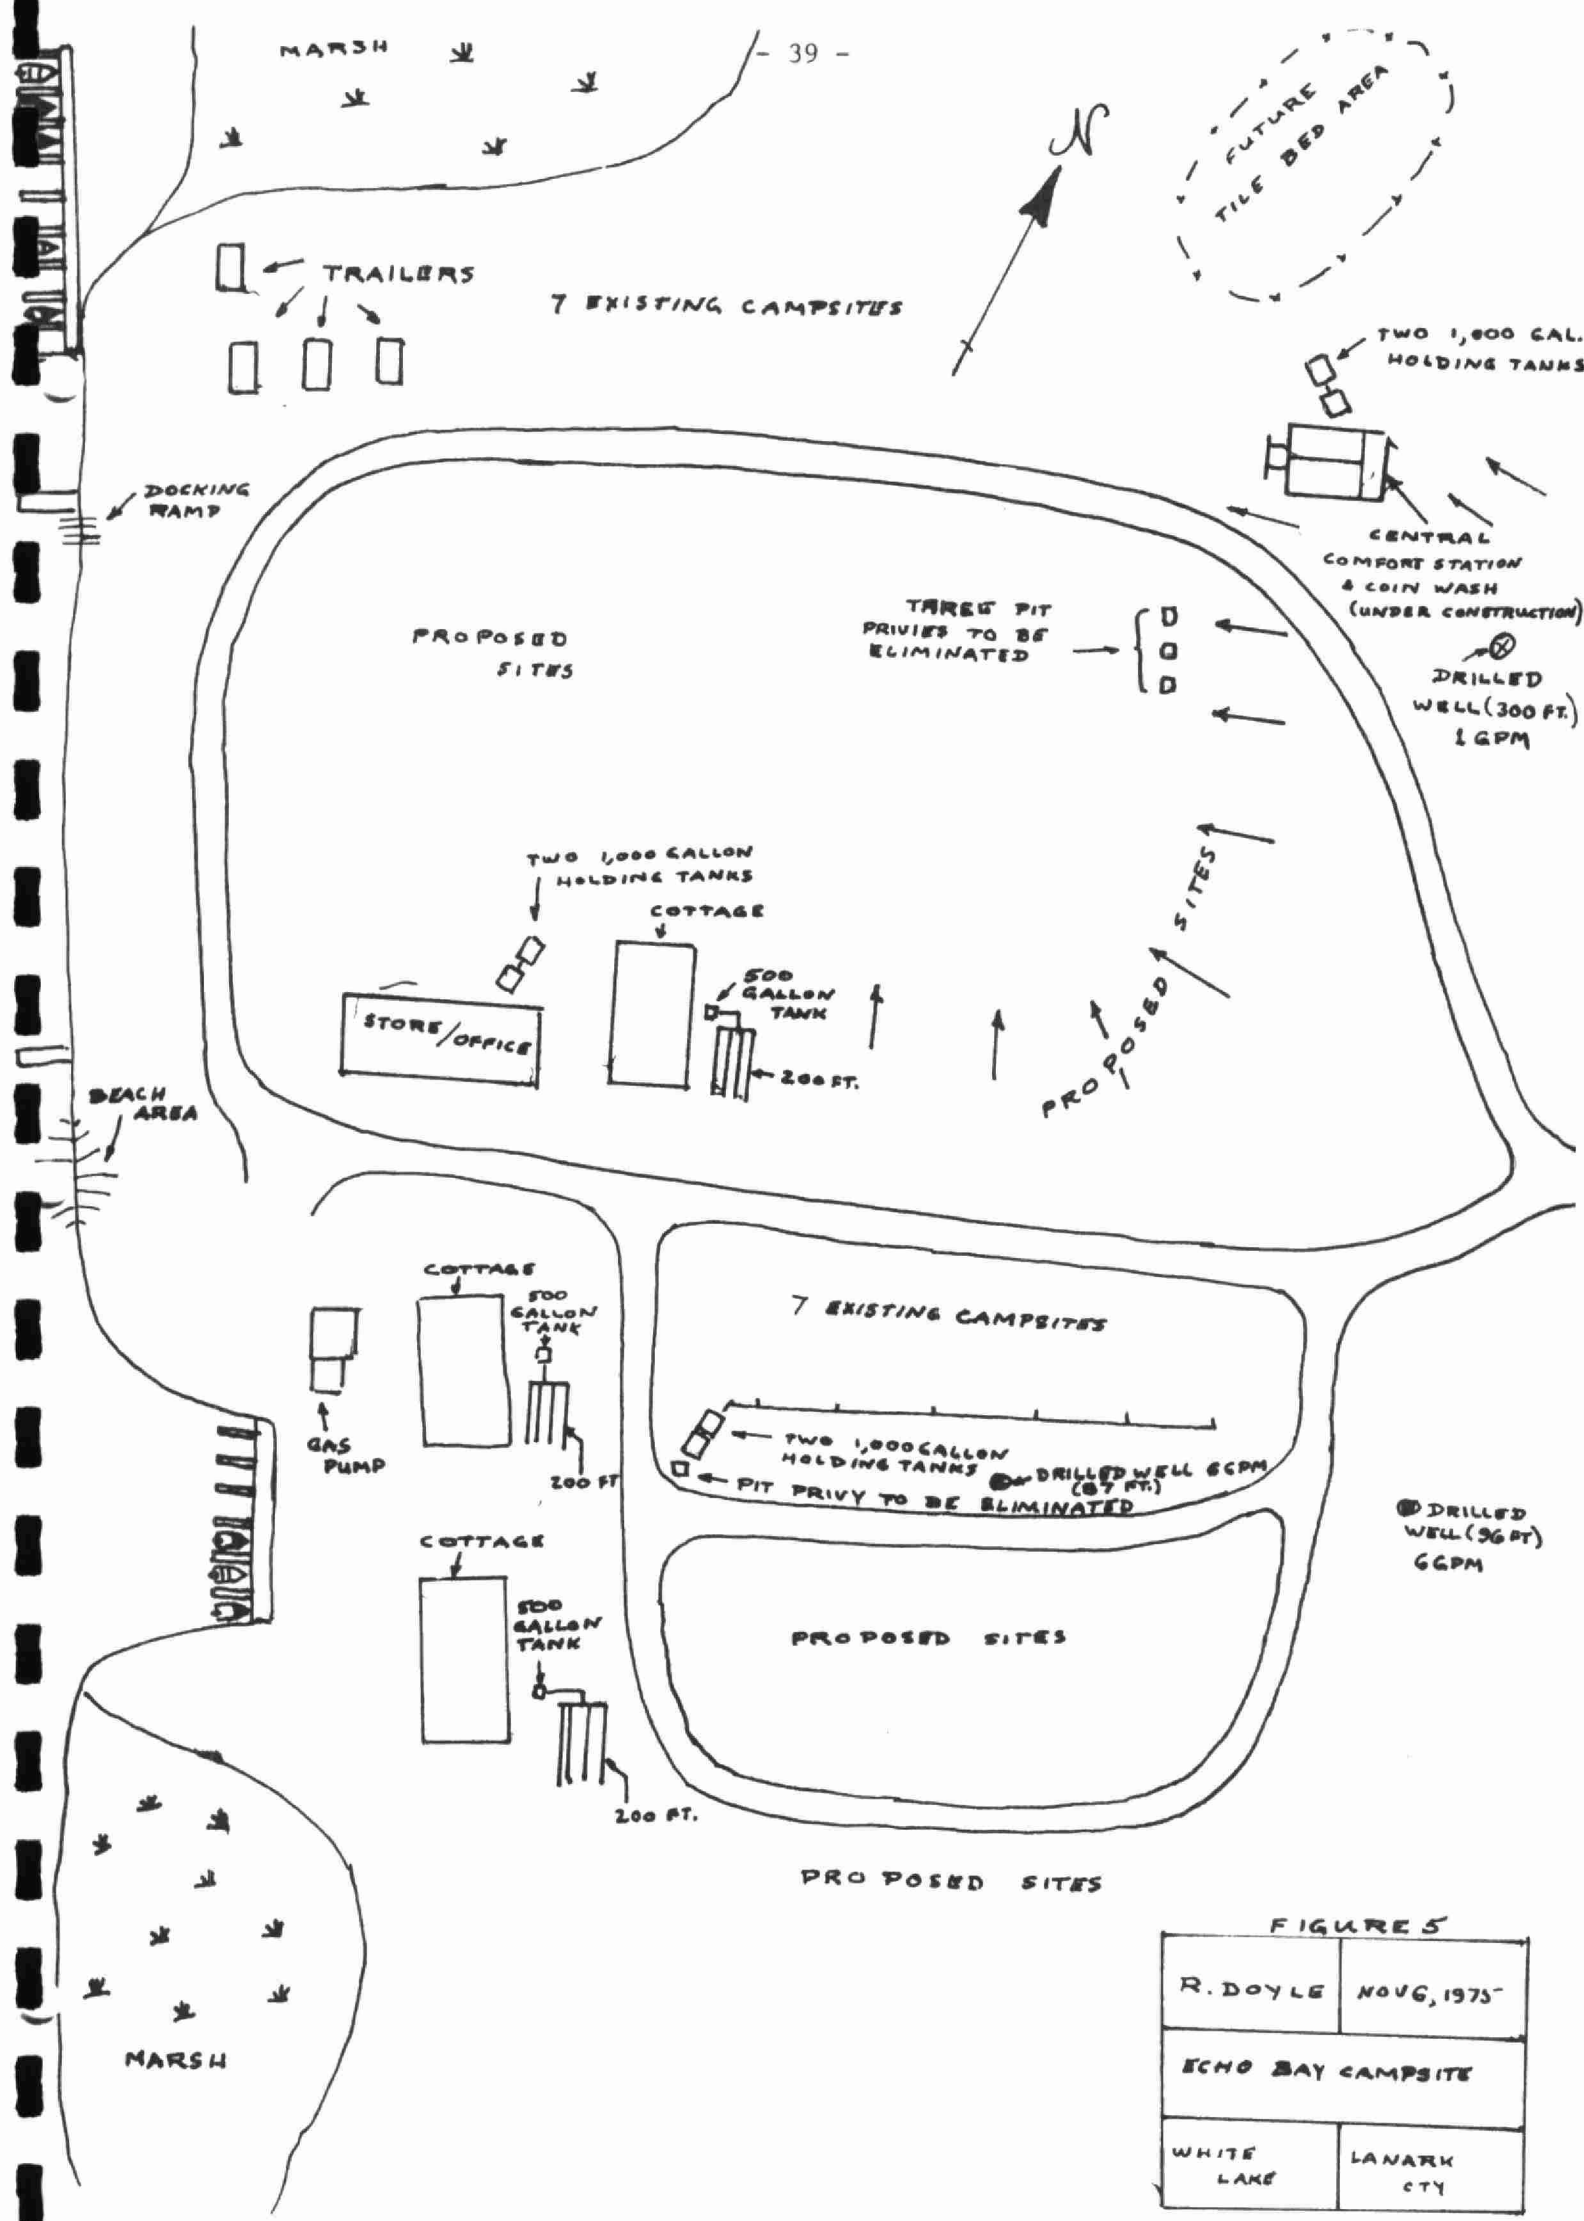 - 39 -
MARSH
N
FUTURE
TILE BED AREA
TRAILERS
7 EXISTING CAMPSITES
TWO 1,000 GAL.
HOLDING TANKS
DOCKING
RAMP
CENTRAL
COMFORT STATION
& COIN WASH
(UNDER CONSTRUCTION)
PROPOSED
SITES
THREE PIT
PRIVIES TO BE
ELIMINATED
DRILLED
WELL (300 FT.)
1 GPM
TWO 1,000 GALLON
HOLDING TANKS
COTTAGE
500
GALLON
TANK
STORE/OFFICE
200 FT.
PROPOSED SITES
BEACH
AREA
COTTAGE
500
GALLON
TANK
7 EXISTING CAMPSITES
GAS
PUMP
200 FT
TWO 1,000 GALLON
HOLDING TANKS
DRILLED WELL 6 GPM
(87 FT.)
PIT PRIVY TO BE ELIMINATED
DRILLED
WELL (96 FT)
6 GPM
COTTAGE
500
GALLON
TANK
PROPOSED SITES
200 FT.
PROPOSED SITES
MARSH
FIGURE 5
R. DOYLE
NOV 6, 1975
ECHO BAY CAMPSITE
WHITE
LAKE
LANARK
CTY